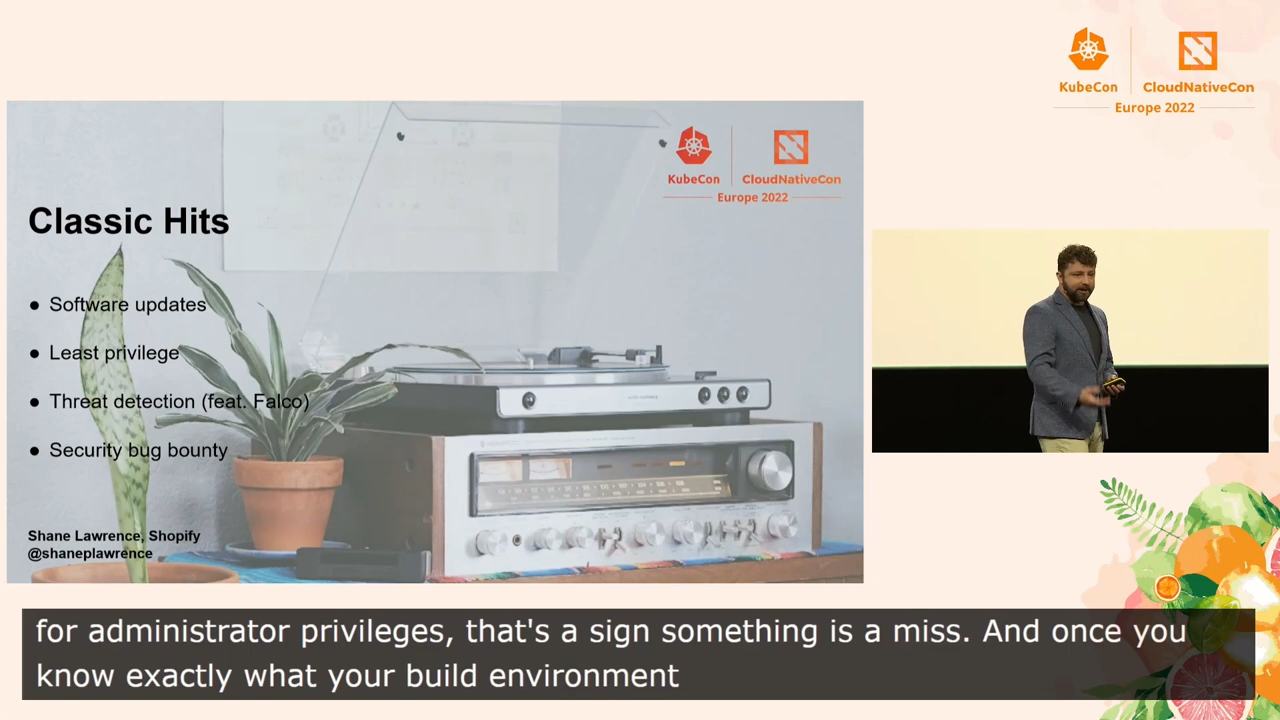 KubeCon
CloudNativeCon
Europe 2022
KubeCon
CloudNativeCon
Europe 2022
Classic Hits
● Software updates
● Least privilege
● Threat detection (feat. Falco)
● Security bug bounty
Shane Lawrence, Shopify
@shaneplawrence
for administrator privileges, that's a sign something is a miss. And once you
know exactly what your build environment